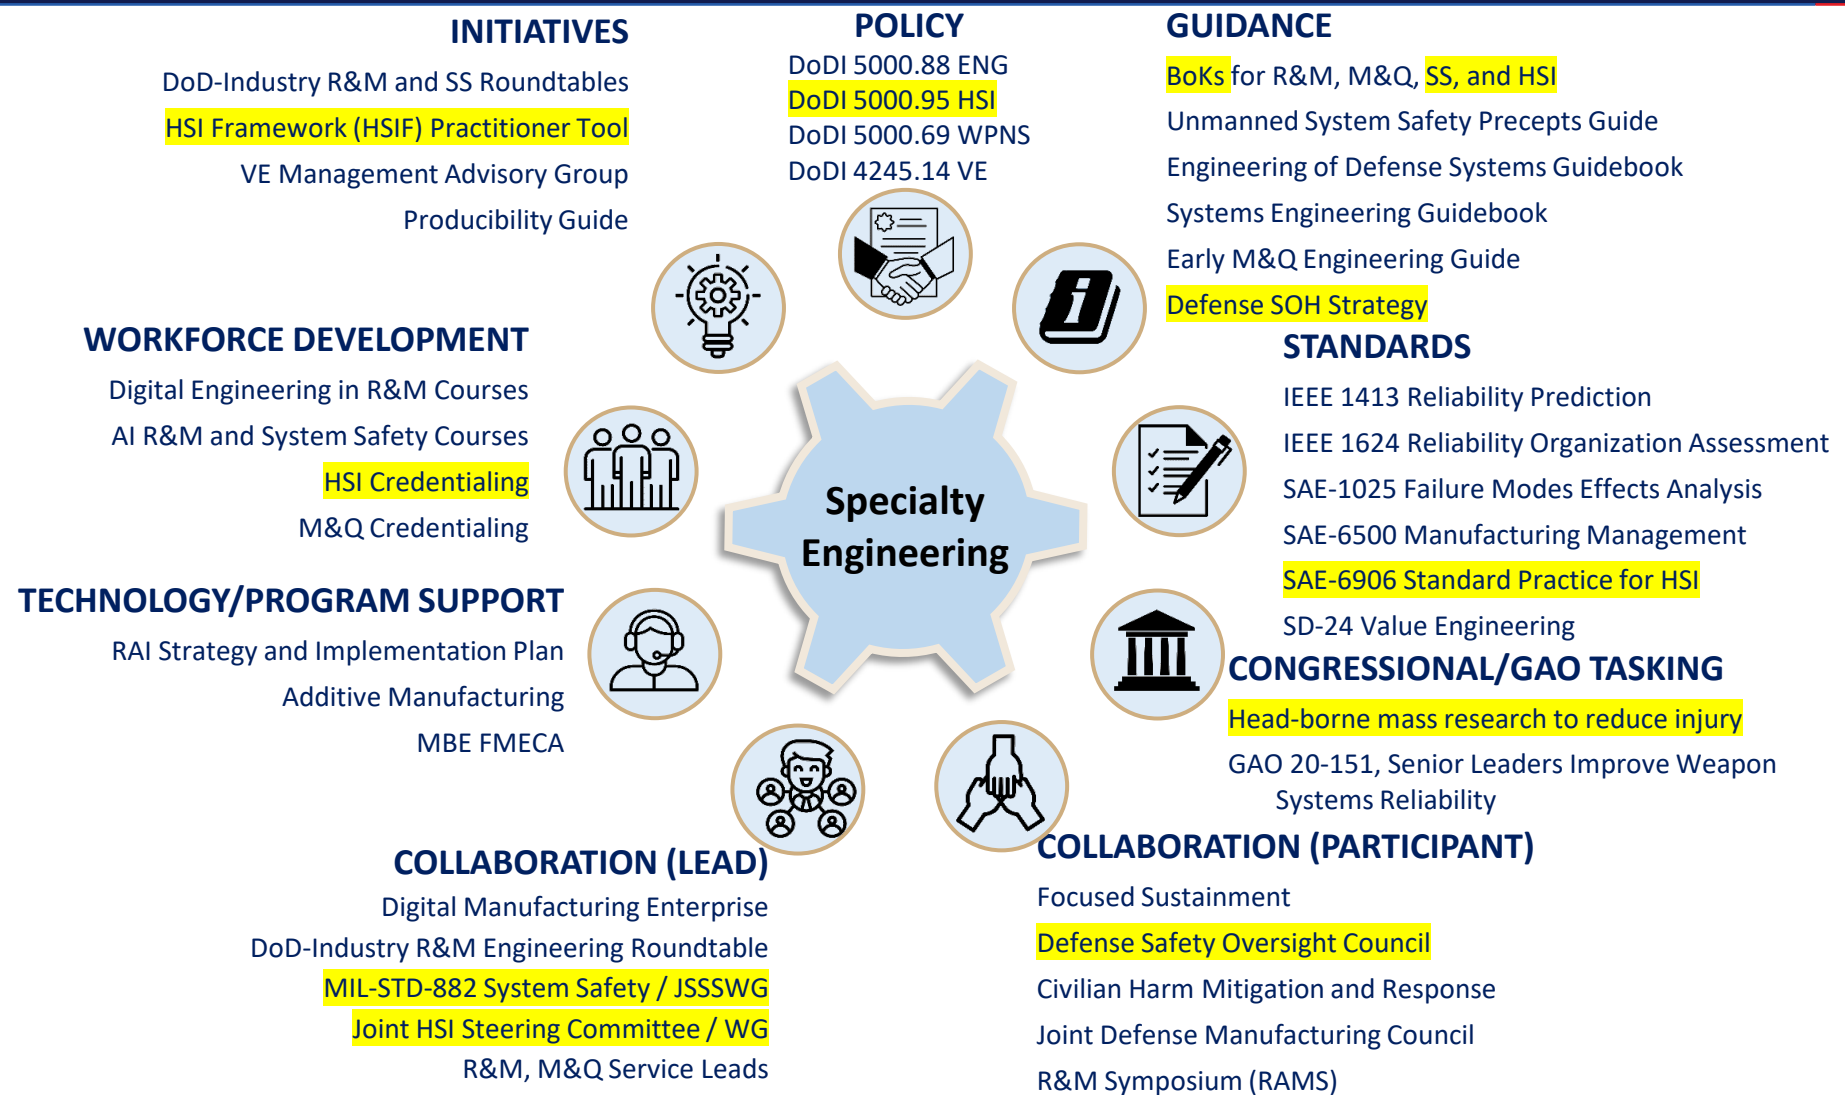 INITIATIVES
DoD-Industry R&M and SS Roundtables
HSI Framework (HSIF) Practitioner Tool
VE Management Advisory Group
Producibility Guide
POLICY
DoDI 5000.88 ENG
DoDI 5000.95 HSI
DoDI 5000.69 WPNS
DoDI 4245.14 VE
GUIDANCE
BoKs for R&M, M&Q, SS, and HSI
Unmanned System Safety Precepts Guide
Engineering of Defense Systems Guidebook
Systems Engineering Guidebook
Early M&Q Engineering Guide
Defense SOH Strategy
WORKFORCE DEVELOPMENT
Digital Engineering in R&M Courses
AI R&M and System Safety Courses
HSI Credentialing
M&Q Credentialing
Specialty
Engineering
STANDARDS
IEEE 1413 Reliability Prediction
IEEE 1624 Reliability Organization Assessment
SAE-1025 Failure Modes Effects Analysis
SAE-6500 Manufacturing Management
SAE-6906 Standard Practice for HSI
SD-24 Value Engineering
TECHNOLOGY/PROGRAM SUPPORT
RAI Strategy and Implementation Plan
Additive Manufacturing
MBE FMECA
CONGRESSIONAL/GAO TASKING
Head-borne mass research to reduce injury
GAO 20-151, Senior Leaders Improve Weapon
Systems Reliability
COLLABORATION (LEAD)
Digital Manufacturing Enterprise
DoD-Industry R&M Engineering Roundtable
MIL-STD-882 System Safety / JSSSWG
Joint HSI Steering Committee / WG
R&M, M&Q Service Leads
COLLABORATION (PARTICIPANT)
Focused Sustainment
Defense Safety Oversight Council
Civilian Harm Mitigation and Response
Joint Defense Manufacturing Council
R&M Symposium (RAMS)